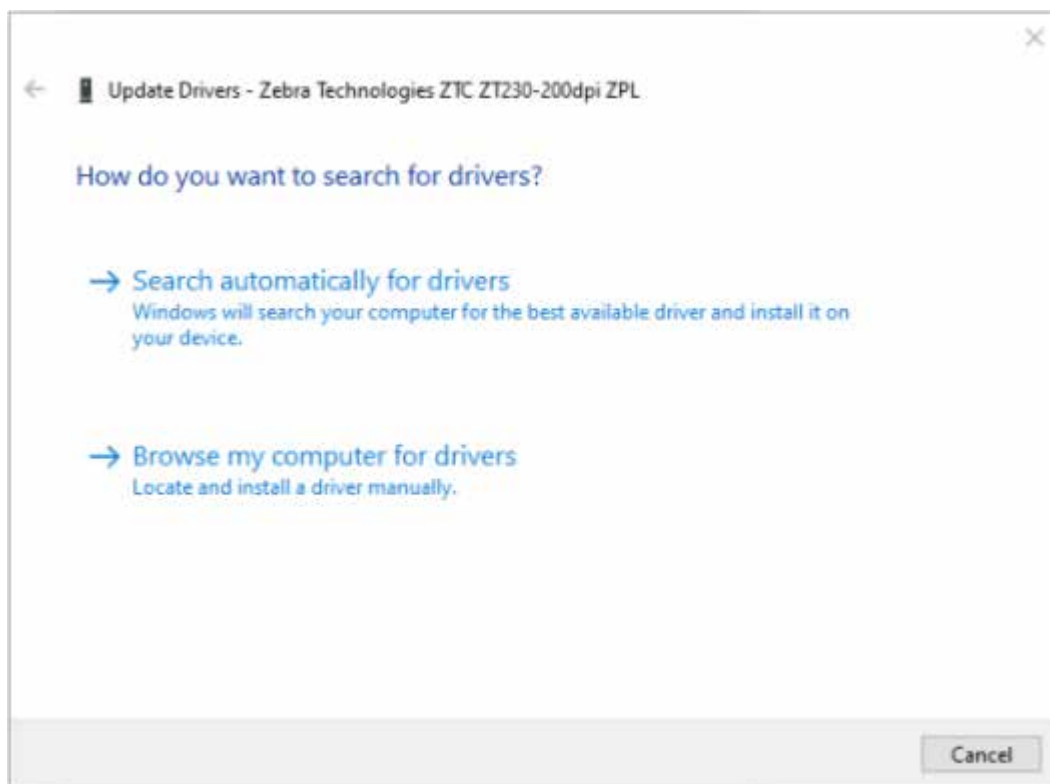 Update Drivers - Zebra Technologies ZTC ZT230-200dpi ZPL
How do you want to search for drivers?
Search automatically for drivers
Windows will search your computer for the best available driver and install it on
your device.
Browse my computer for drivers
Locate and install a driver manually.
Cancel